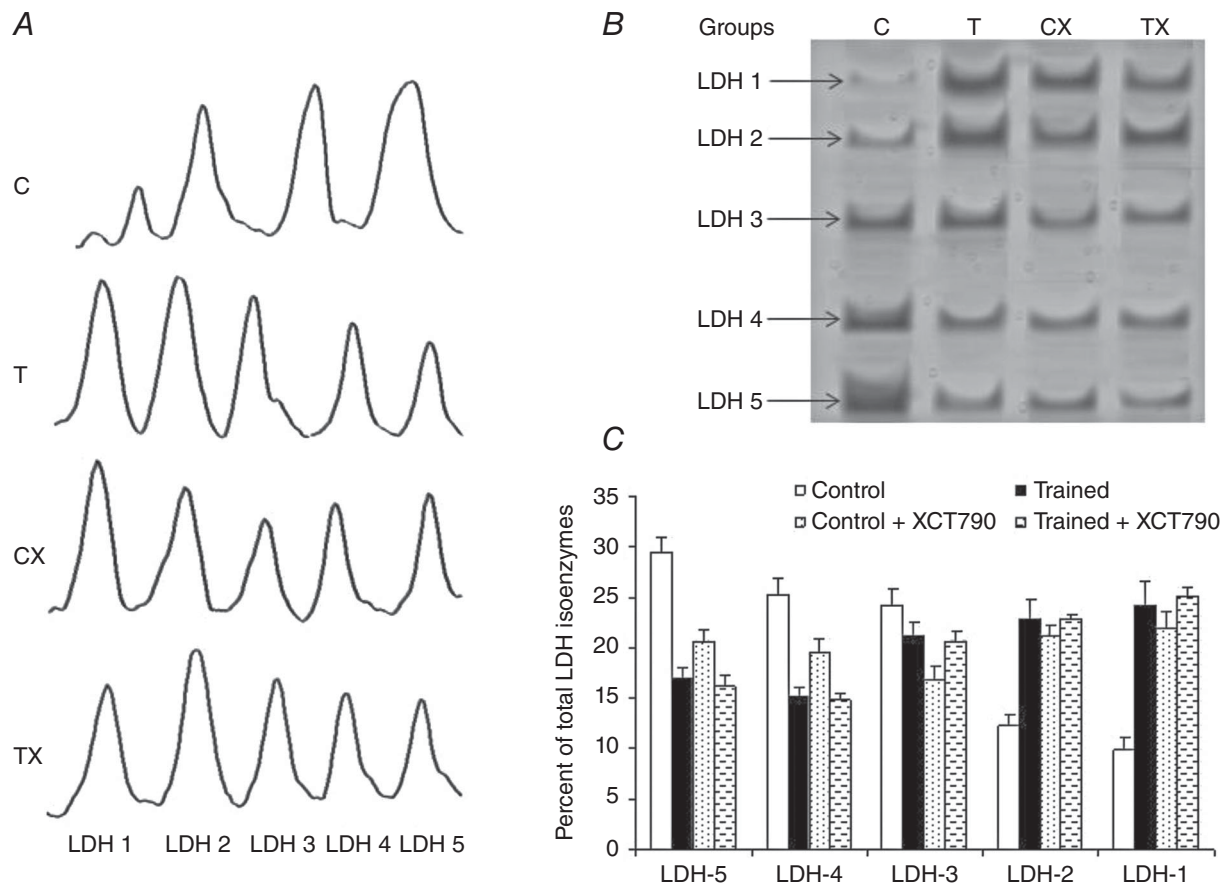 A
C
T
CX
TX
LDH 1 LDH 2 LDH 3 LDH 4 LDH 5
B
Groups C T CX TX
LDH 1
LDH 2
LDH 3
LDH 4
LDH 5
C
Control Trained
Control + XCT790 Trained + XCT790
Percent of total LDH isoenzymes
35
30
25
20
15
10
5
0
LDH-5 LDH-4 LDH-3 LDH-2 LDH-1